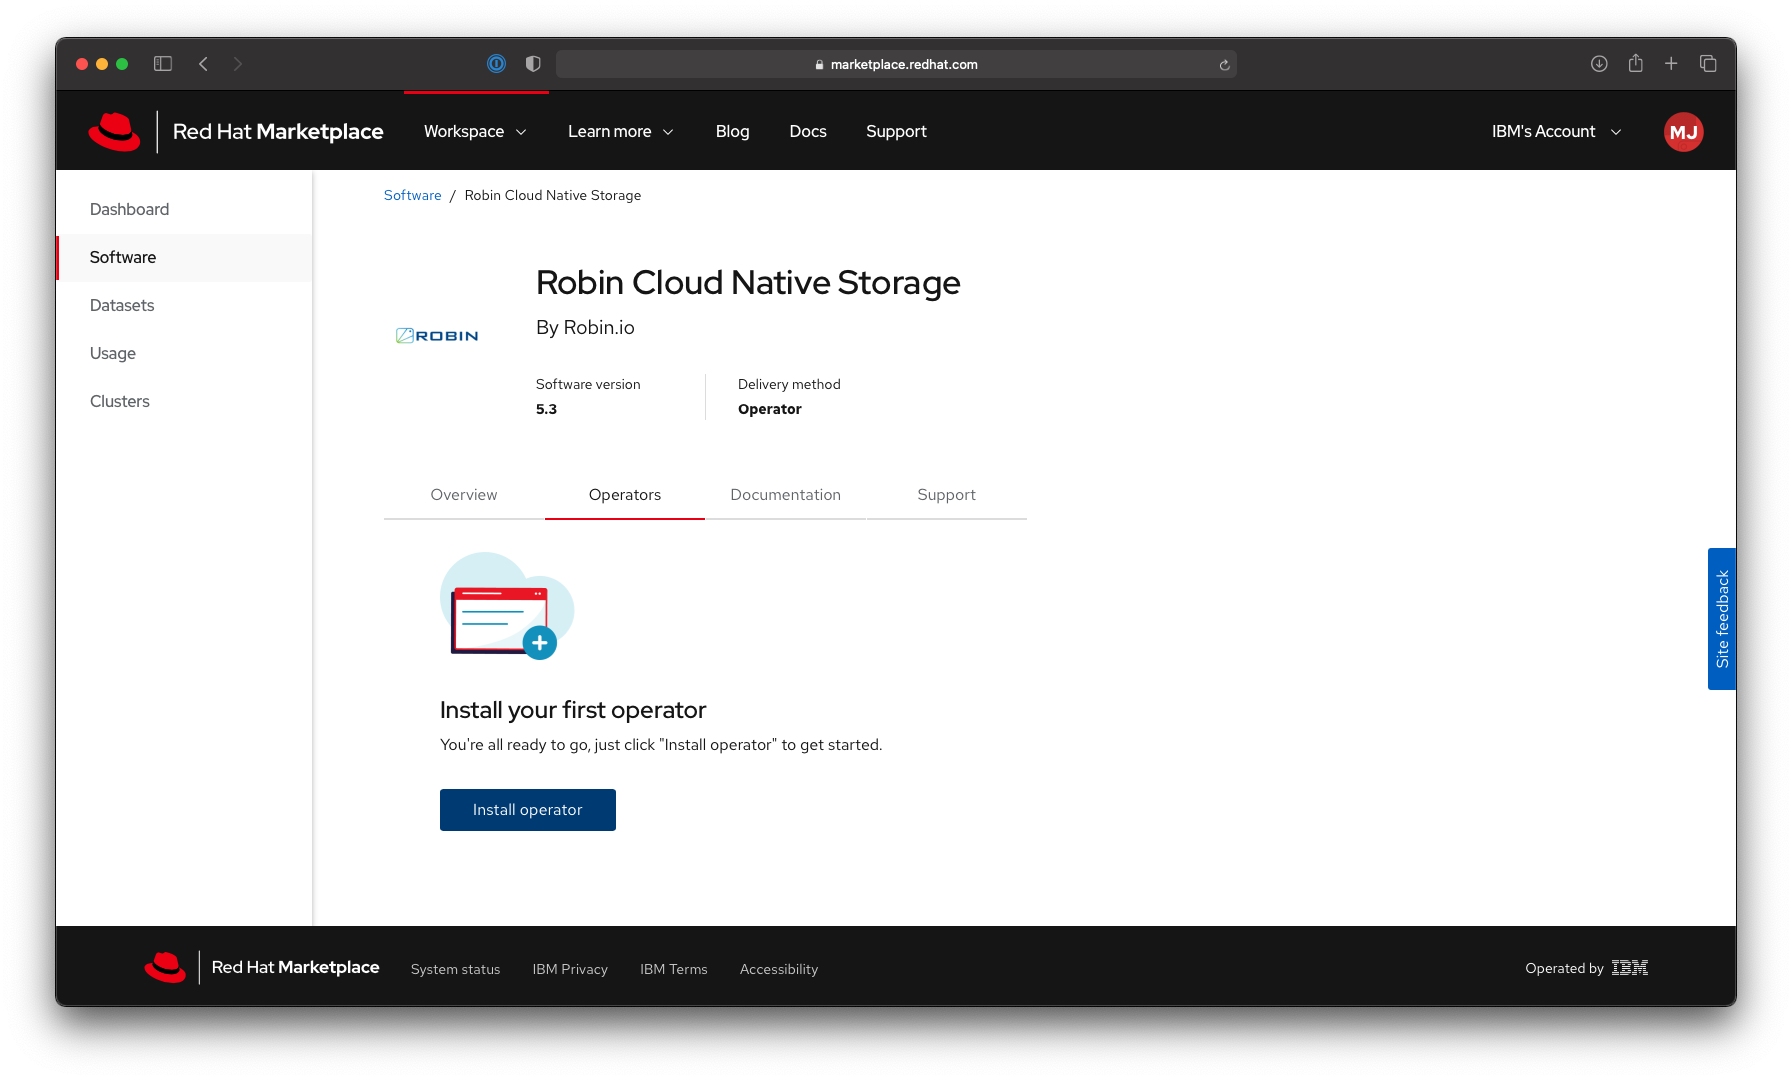 marketplace.redhat.com
Red Hat Marketplace
Workspace
Learn more
Blog
Docs
Support
IBM's Account
MJ
Dashboard
Software
Datasets
Usage
Clusters
Software / Robin Cloud Native Storage
ROBIN
Robin Cloud Native Storage
By Robin.io
Software version
5.3
Delivery method
Operator
Overview
Operators
Documentation
Support
Install your first operator
You're all ready to go, just click "Install operator" to get started.
Install operator
Site feedback
Red Hat Marketplace
System status
IBM Privacy
IBM Terms
Accessibility
Operated by IBM